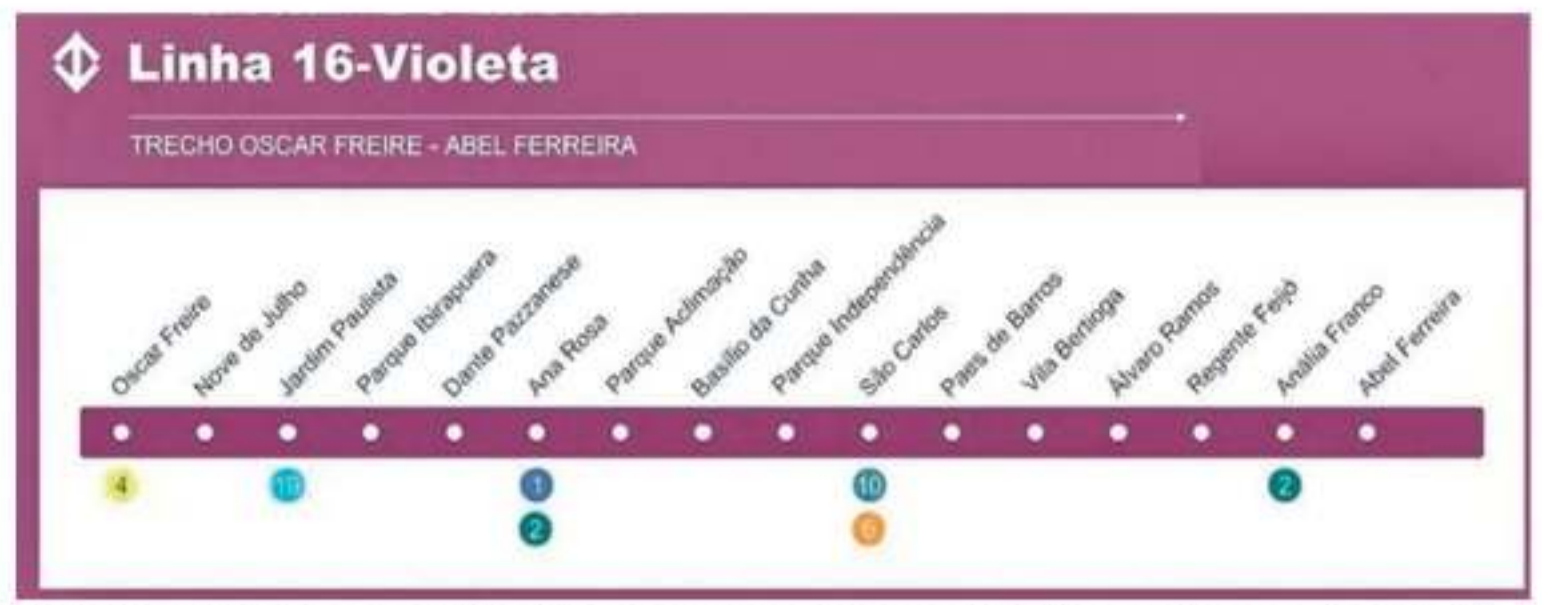 Linha 16-Violeta
TRECHO OSCAR FREIRE - ABEL FERREIRA
Oscar Freire
Nove de Julho
Jardim Paulista
Parque Ibirapuera
Dante Pazzanese
Ana Rosa
Parque Aclimação
Basílio da Cunha
Parque Independência
São Carlos
Paes de Barros
Vila Bertioga
Álvaro Ramos
Regente Feijó
Anália Franco
Abel Ferreira
4
19
1
10
2
2
6